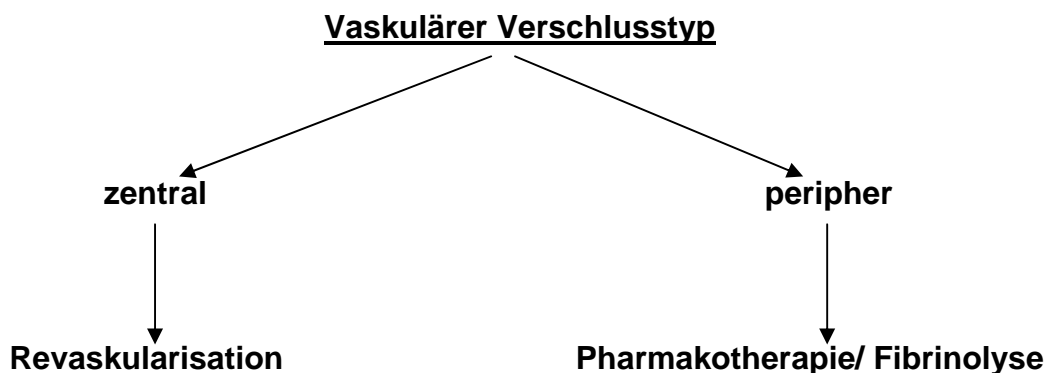 Vaskulärer Verschlusstyp
zentral
peripher
Revaskularisation
Pharmakotherapie/ Fibrinolyse